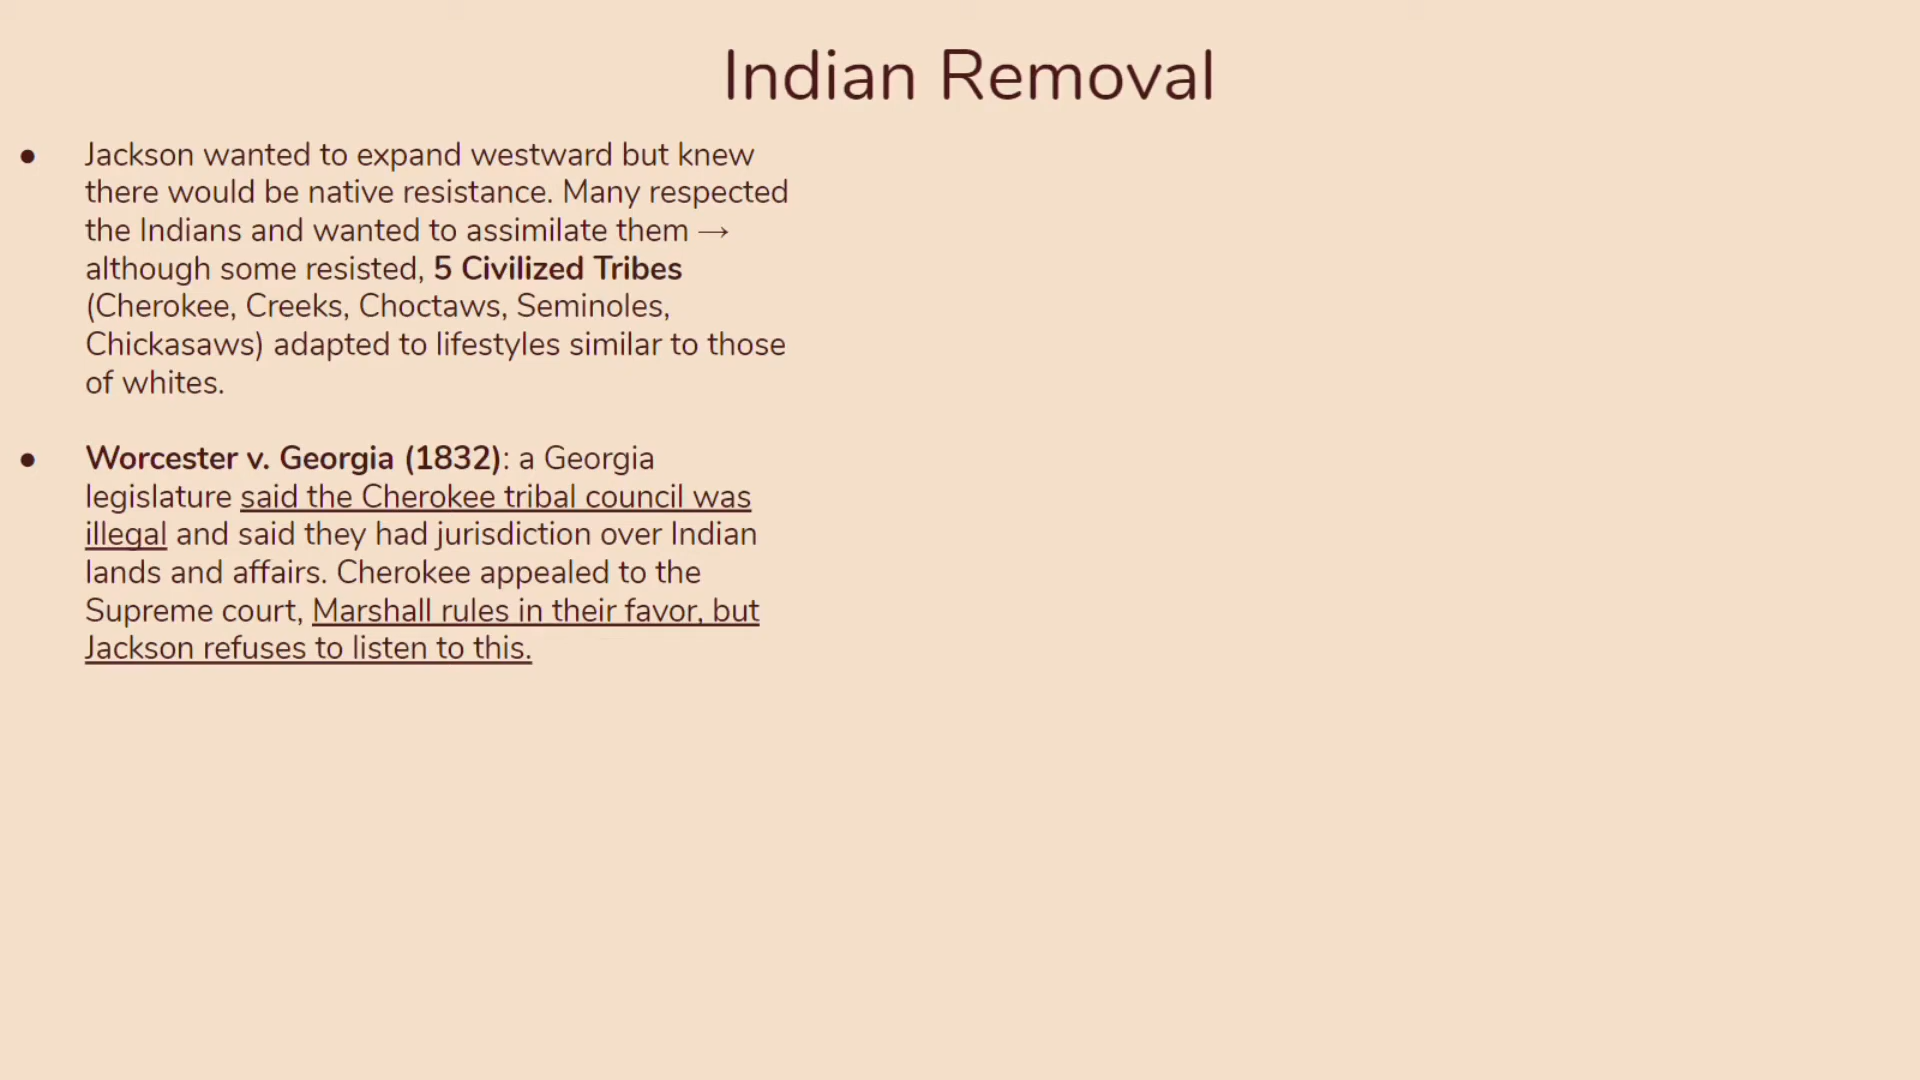 Indian Removal
● Jackson wanted to expand westward but knew
there would be native resistance. Many respected
the Indians and wanted to assimilate them →
although some resisted, 5 Civilized Tribes
(Cherokee, Creeks, Choctaws, Seminoles,
Chickasaws) adapted to lifestyles similar to those
of whites.
● Worcester v. Georgia (1832): a Georgia
legislature said the Cherokee tribal council was
illegal and said they had jurisdiction over Indian
lands and affairs. Cherokee appealed to the
Supreme court, Marshall rules in their favor, but
Jackson refuses to listen to this.